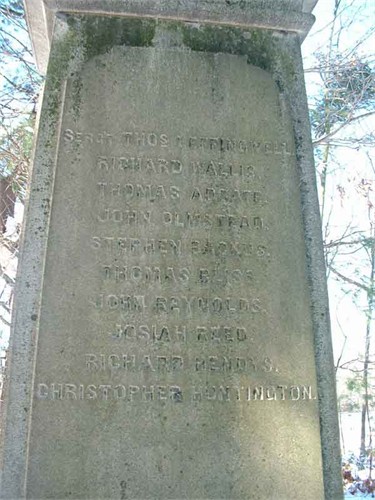 SERGT. THOS. LEFFINGWELL.
RICHARD WALLIS.
THOMAS ADGATE.
JOHN OLMSTEAD.
STEPHEN BACKUS.
THOMAS BLISS.
JOHN REYNOLDS.
JOSIAH REED.
RICHARD HENDYS.
CHRISTOPHER HUNTINGTON.